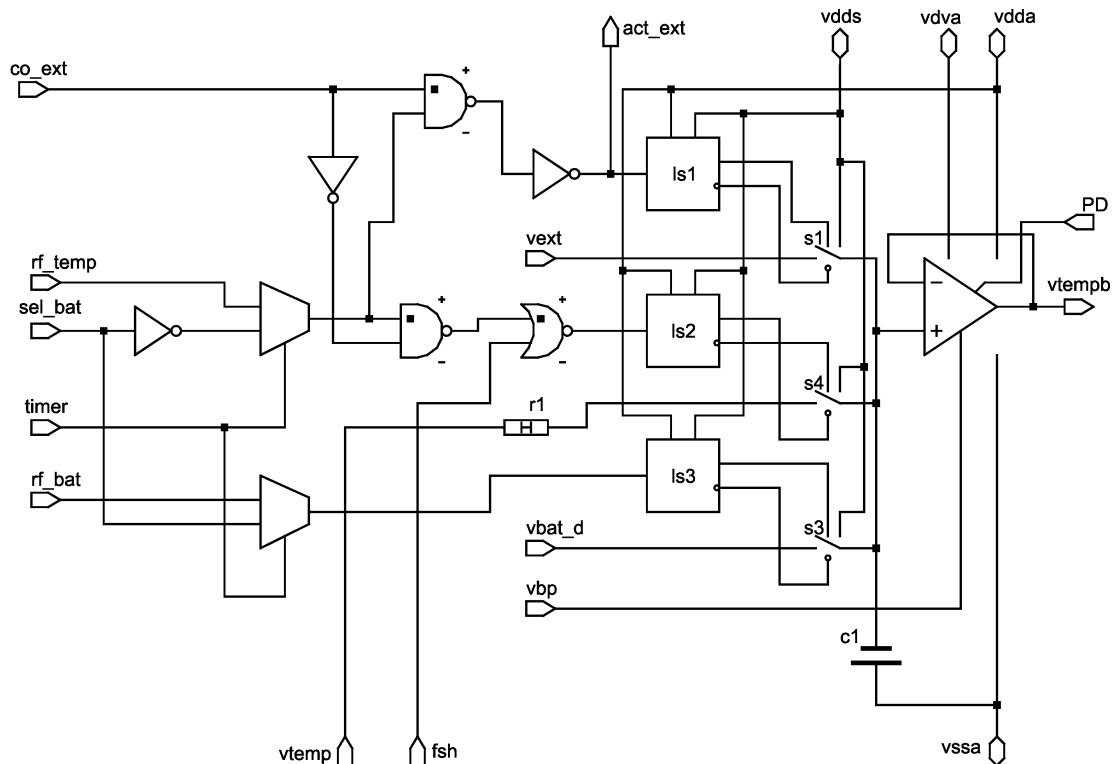 act_ext
vdds
vdva
vdda
co_ext
+
-
ls1
PD
rf_temp
vext
s1
-
vtempb
sel_bat
+
ls2
+
-
-
timer
r1
s4
rf_bat
ls3
vbat_d
s3
vbp
c1
vtemp
fsh
vssa